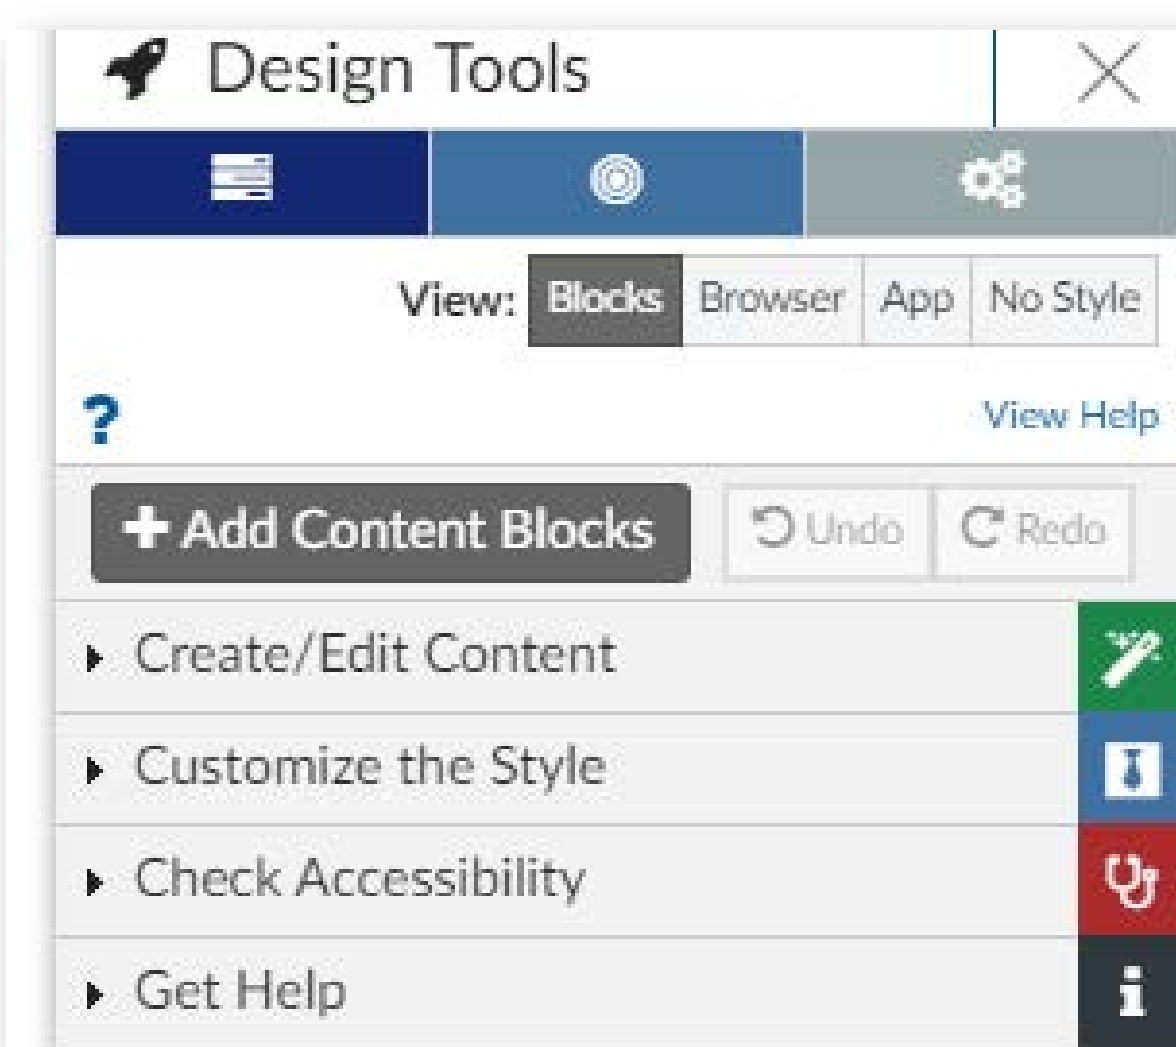 Design Tools
View: Blocks Browser App No Style
? View Help
+ Add Content Blocks Undo Redo
Create/Edit Content
Customize the Style
Check Accessibility
Get Help